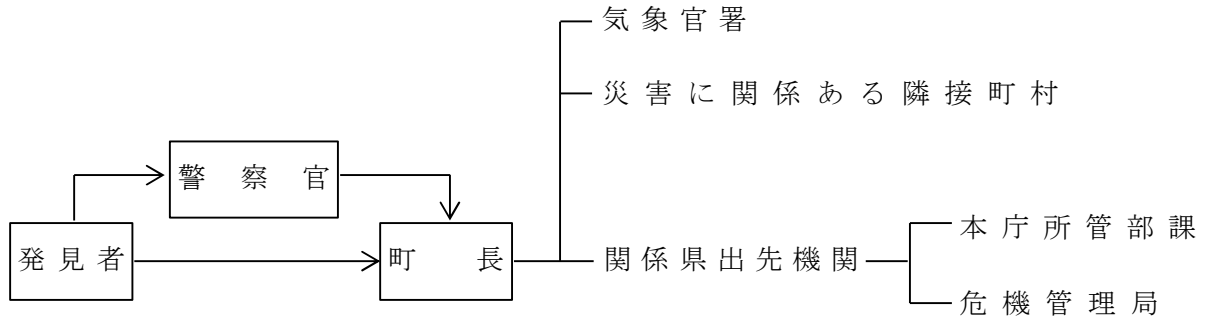 気象官署
災害に関係ある隣接町村
警察官
本庁所管部課
発見者
町長
関係県出先機関
危機管理局